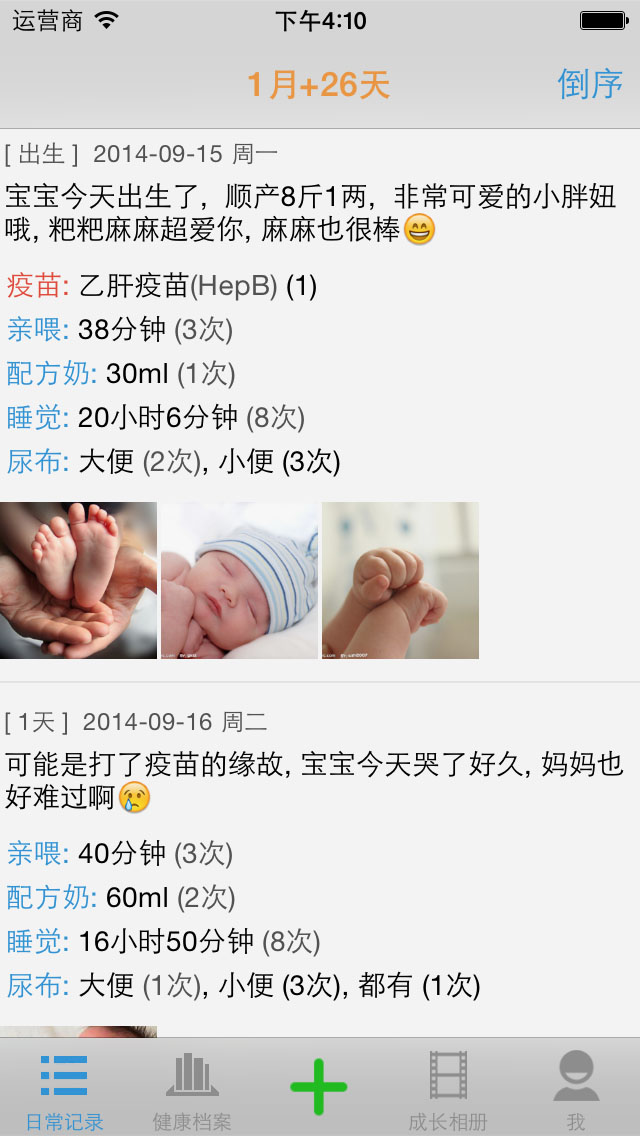 运营商 下午4:10
1月+26天 倒序
[ 出生 ] 2014-09-15 周一
宝宝今天出生了, 顺产8斤1两, 非常可爱的小胖妞
哦, 粑粑麻麻超爱你, 麻麻也很棒😄
疫苗: 乙肝疫苗(HepB) (1)
亲喂: 38分钟 (3次)
配方奶: 30ml (1次)
睡觉: 20小时6分钟 (8次)
尿布: 大便 (2次), 小便 (3次)
[ 1天 ] 2014-09-16 周二
可能是打了疫苗的缘故, 宝宝今天哭了好久, 妈妈也
好难过啊😢
亲喂: 40分钟 (3次)
配方奶: 60ml (2次)
睡觉: 16小时50分钟 (8次)
尿布: 大便 (1次), 小便 (3次), 都有 (1次)
日常记录 健康档案 成长相册 我